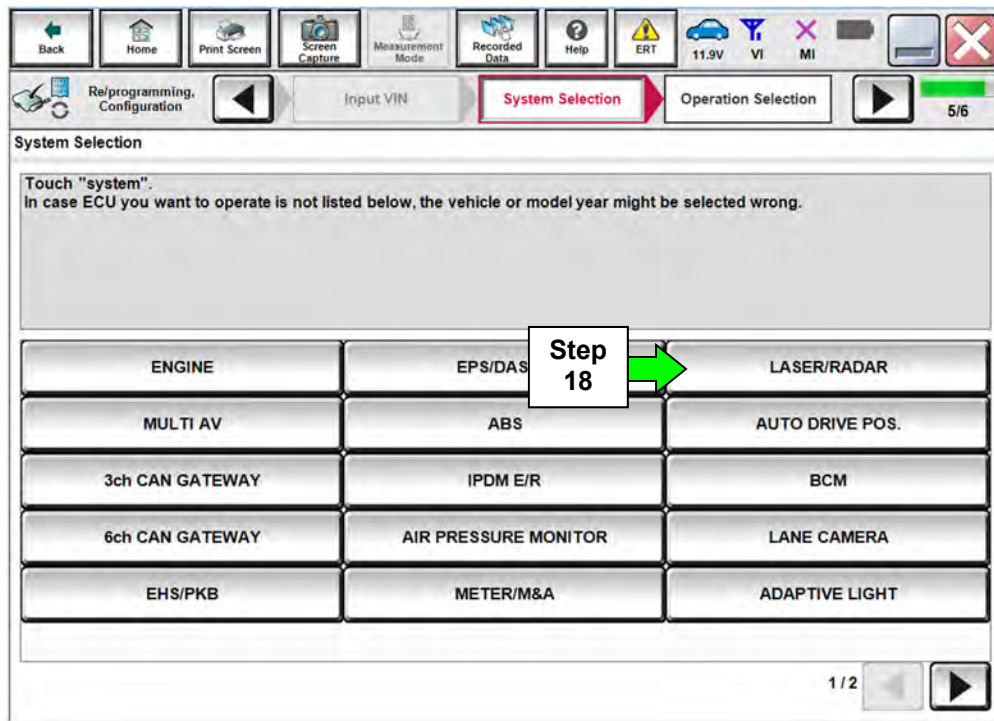 Back
Home
Print Screen
Screen
Capture
Measurement
Mode
Recorded
Data
Help
ERT
11.9V
VI
MI
Re/programming,
Configuration
Input VIN
System Selection
Operation Selection
5/6
System Selection
Touch "system".
In case ECU you want to operate is not listed below, the vehicle or model year might be selected wrong.
ENGINE
EPS/DAS
Step
18
LASER/RADAR
MULTI AV
ABS
AUTO DRIVE POS.
3ch CAN GATEWAY
IPDM E/R
BCM
6ch CAN GATEWAY
AIR PRESSURE MONITOR
LANE CAMERA
EHS/PKB
METER/M&A
ADAPTIVE LIGHT
1 / 2